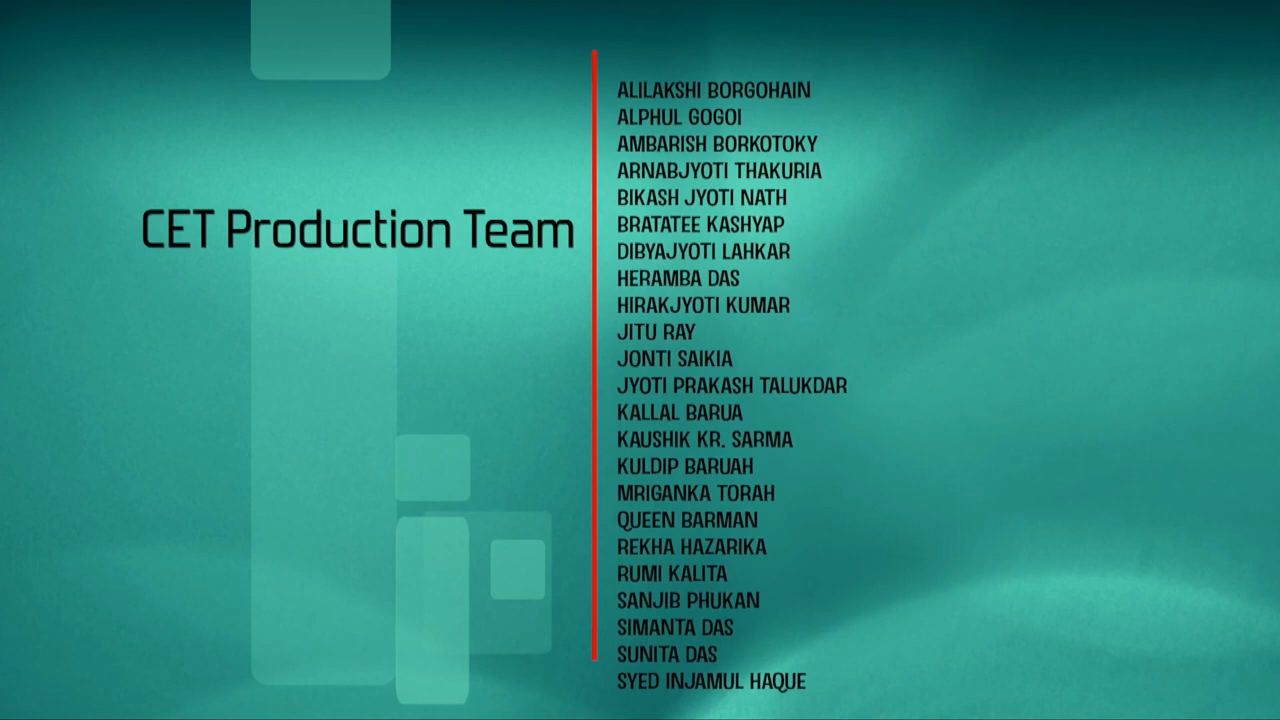 CET Production Team
ALILAKSHI BORGOHAIN
ALPHUL GOGOI
AMBARISH BORKOTOKY
ARNABJYOTI THAKURIA
BIKASH JYOTI NATH
BRATATEE KASHYAP
DIBYAJYOTI LAHKAR
HERAMBA DAS
HIRAKJYOTI KUMAR
JITU RAY
JONTI SAIKIA
JYOTI PRAKASH TALUKDAR
KALLAL BARUA
KAUSHIK KR. SARMA
KULDIP BARUAH
MRIGANKA TORAH
QUEEN BARMAN
REKHA HAZARIKA
RUMI KALITA
SANJIB PHUKAN
SIMANTA DAS
SUNITA DAS
SYED INJAMUL HAQUE